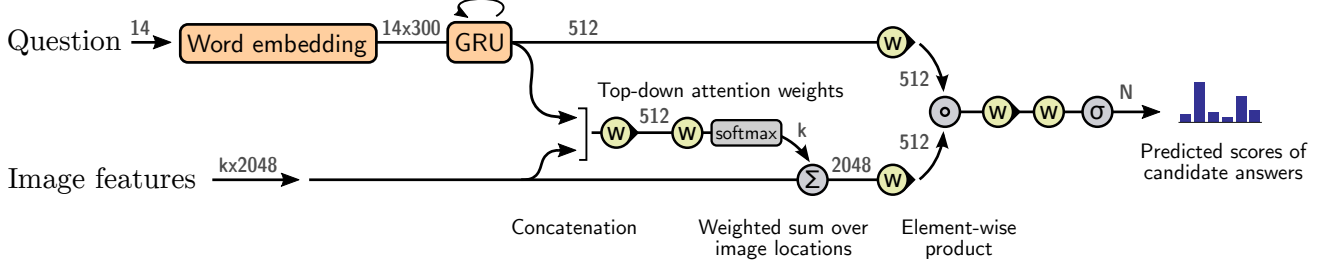 Question
14
Word embedding
14x300
GRU
512
w
512
Top-down attention weights
w
512
w
softmax
k
Image features
kx2048
Σ
2048
w
512
w
w
σ
N
Predicted scores of
candidate answers
Concatenation
Weighted sum over
image locations
Element-wise
product